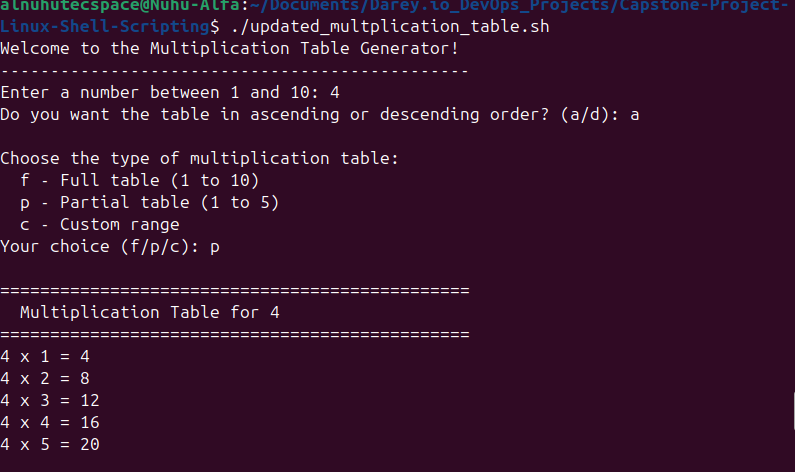 alnuhutecspace@Nuhu-Alfa:~/Documents/Darey.io_DevOps_Projects/Capstone-Project-
Linux-Shell-Scripting$ ./updated_multplication_table.sh
Welcome to the Multiplication Table Generator!
-----------------------------------------------
Enter a number between 1 and 10: 4
Do you want the table in ascending or descending order? (a/d): a

Choose the type of multiplication table:
  f - Full table (1 to 10)
  p - Partial table (1 to 5)
  c - Custom range
Your choice (f/p/c): p

===============================================
  Multiplication Table for 4
===============================================
4 x 1 = 4
4 x 2 = 8
4 x 3 = 12
4 x 4 = 16
4 x 5 = 20